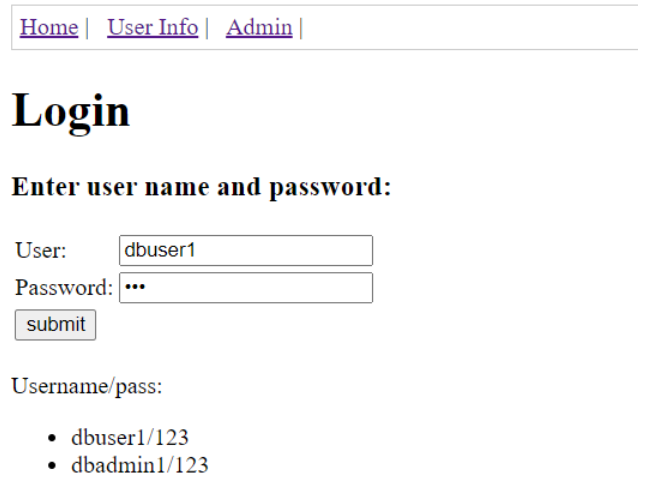 Home | User Info | Admin |
Login
Enter user name and password:
User: dbuser1
Password: •••
submit
Username/pass:
• dbuser1/123
• dbadmin1/123